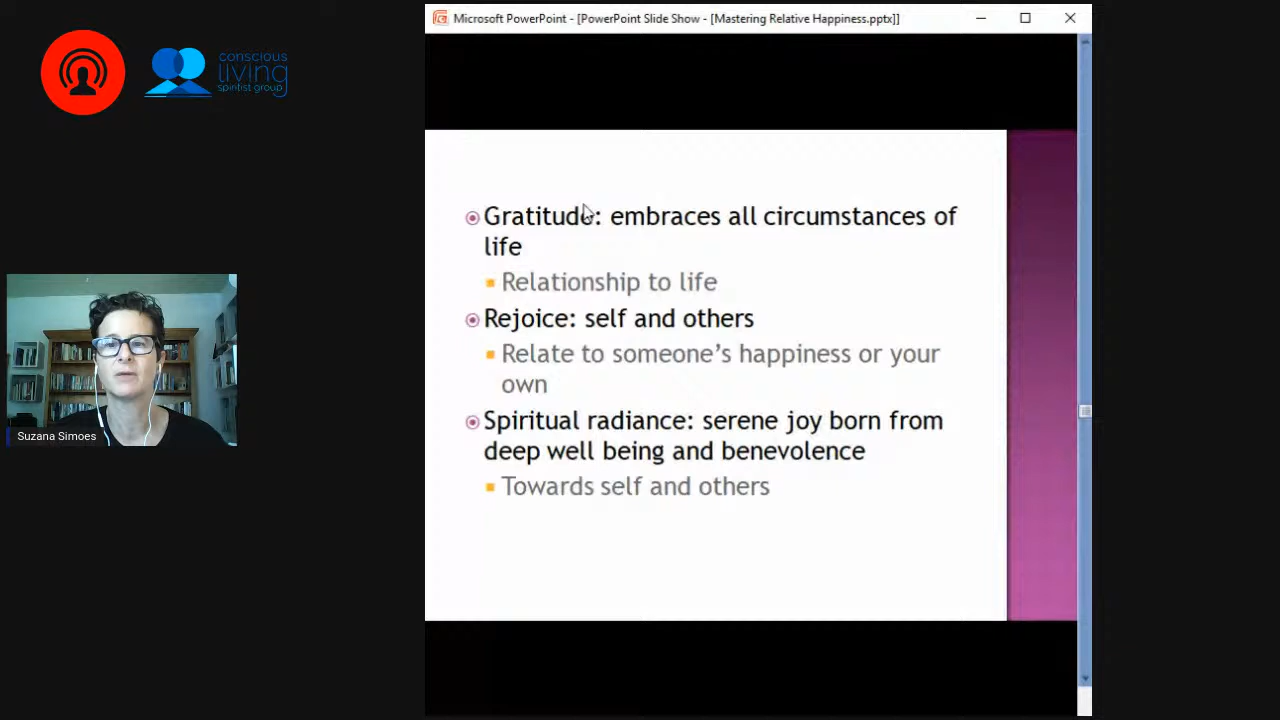 Microsoft PowerPoint - [PowerPoint Slide Show - [Mastering Relative Happiness.pptx]]
conscious
living
spiritist group
Gratitude: embraces all circumstances of
life
Relationship to life
Rejoice: self and others
Relate to someone's happiness or your
own
Spiritual radiance: serene joy born from
deep well being and benevolence
Towards self and others
Suzana Simoes